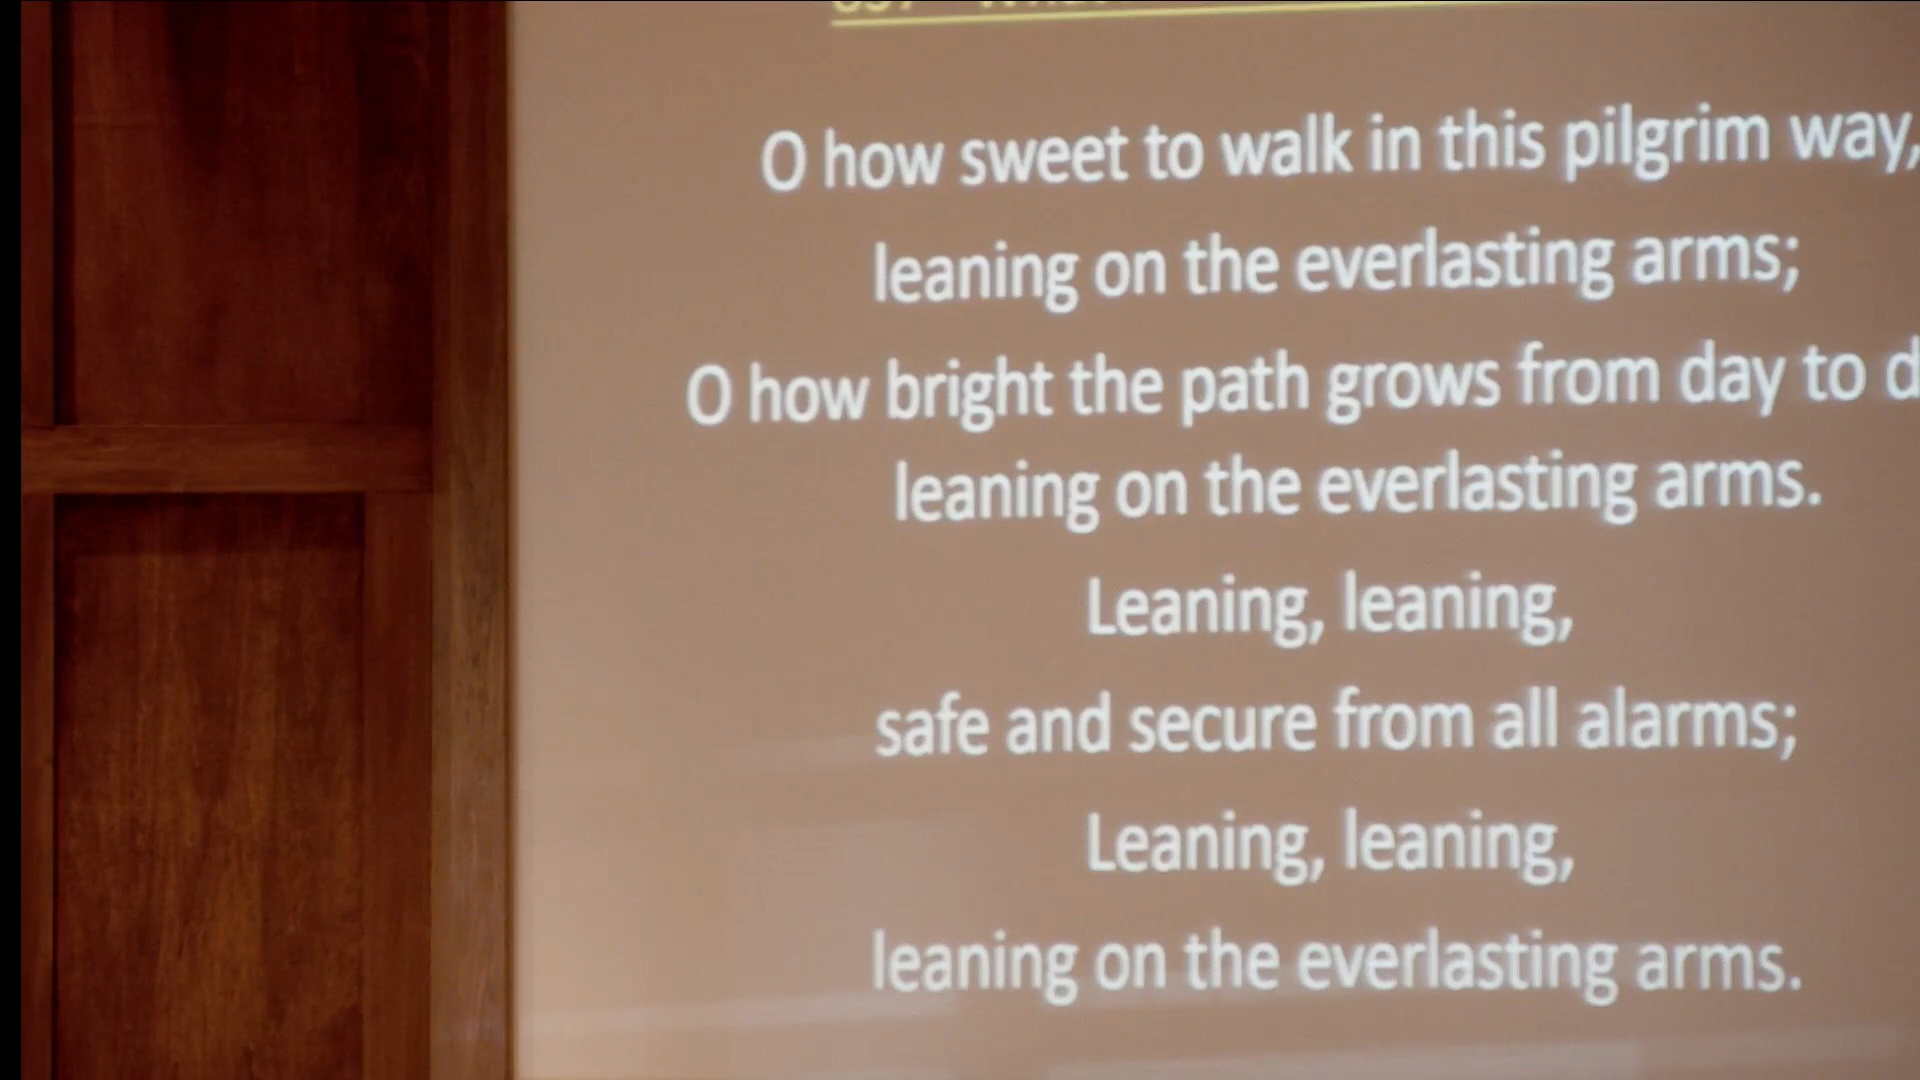 O how sweet to walk in this pilgrim way,
leaning on the everlasting arms;
O how bright the path grows from day to
leaning on the everlasting arms.
Leaning, leaning,
safe and secure from all alarms;
Leaning, leaning,
leaning on the everlasting arms.